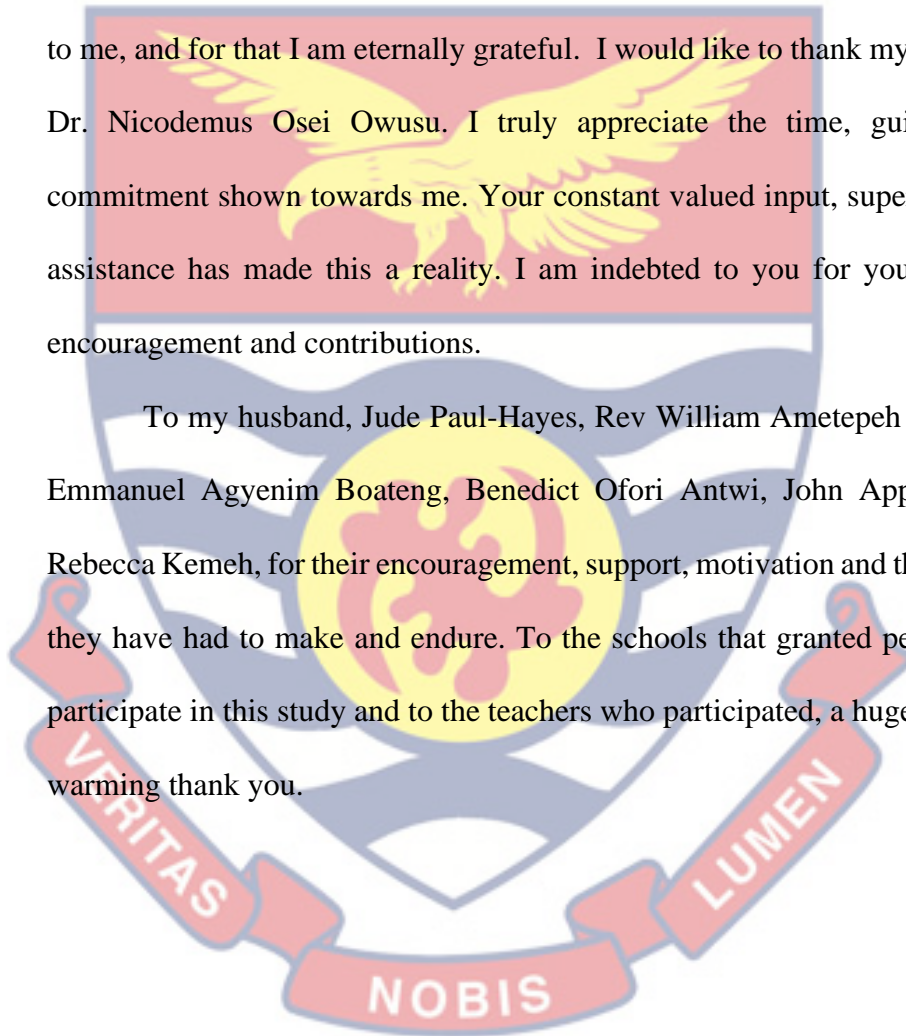 to me, and for that I am eternally grateful. I would like to thank my
Dr. Nicodemus Osei Owusu. I truly appreciate the time, gui
commitment shown towards me. Your constant valued input, supe
assistance has made this a reality. I am indebted to you for you
encouragement and contributions.
To my husband, Jude Paul-Hayes, Rev William Ametepeh
Emmanuel Agyenim Boateng, Benedict Ofori Antwi, John App
Rebecca Kemeh, for their encouragement, support, motivation and th
they have had to make and endure. To the schools that granted pe
participate in this study and to the teachers who participated, a huge
warming thank you.
VERITAS
NOBIS
LUMEN